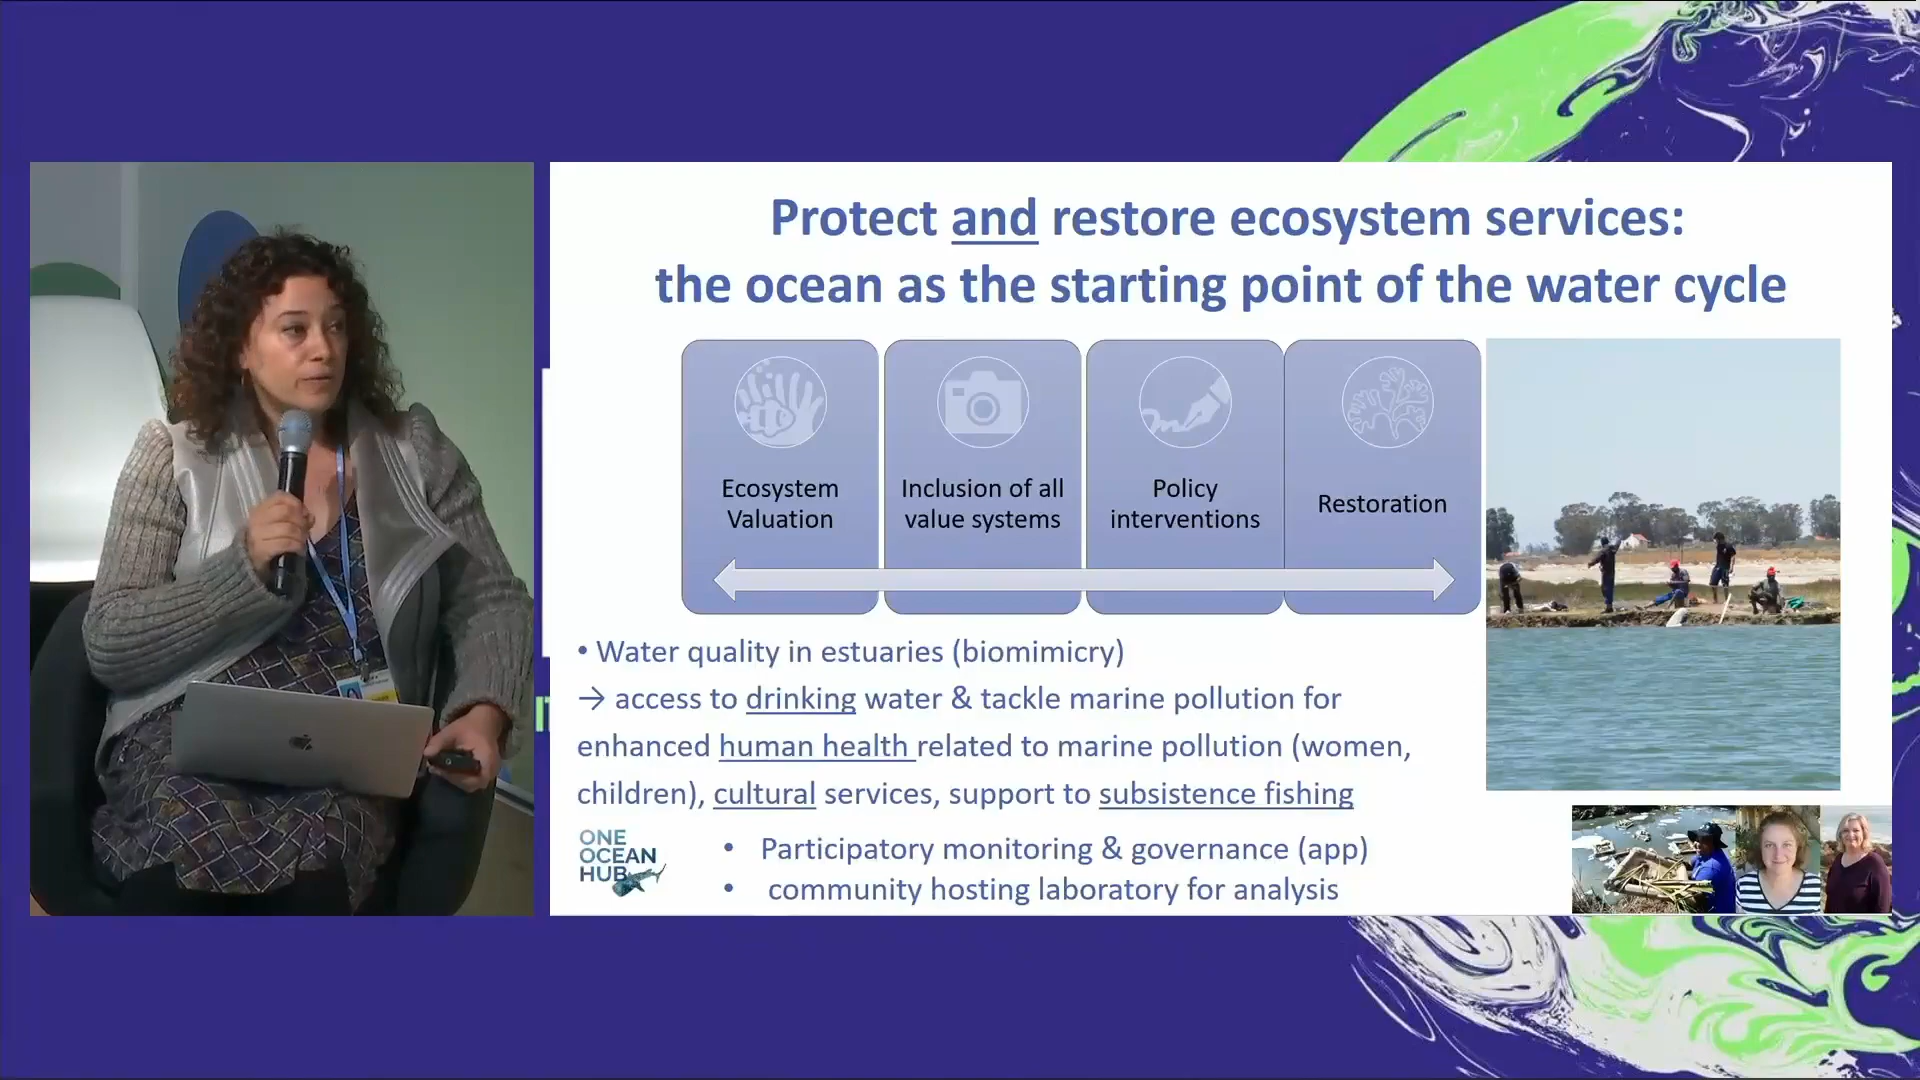 Protect and restore ecosystem services:
the ocean as the starting point of the water cycle
Ecosystem
Valuation
Inclusion of all
value systems
Policy
interventions
Restoration
• Water quality in estuaries (biomimicry)
→ access to drinking water & tackle marine pollution for
enhanced human health related to marine pollution (women,
children), cultural services, support to subsistence fishing
ONE
OCEAN
HUB
• Participatory monitoring & governance (app)
• community hosting laboratory for analysis